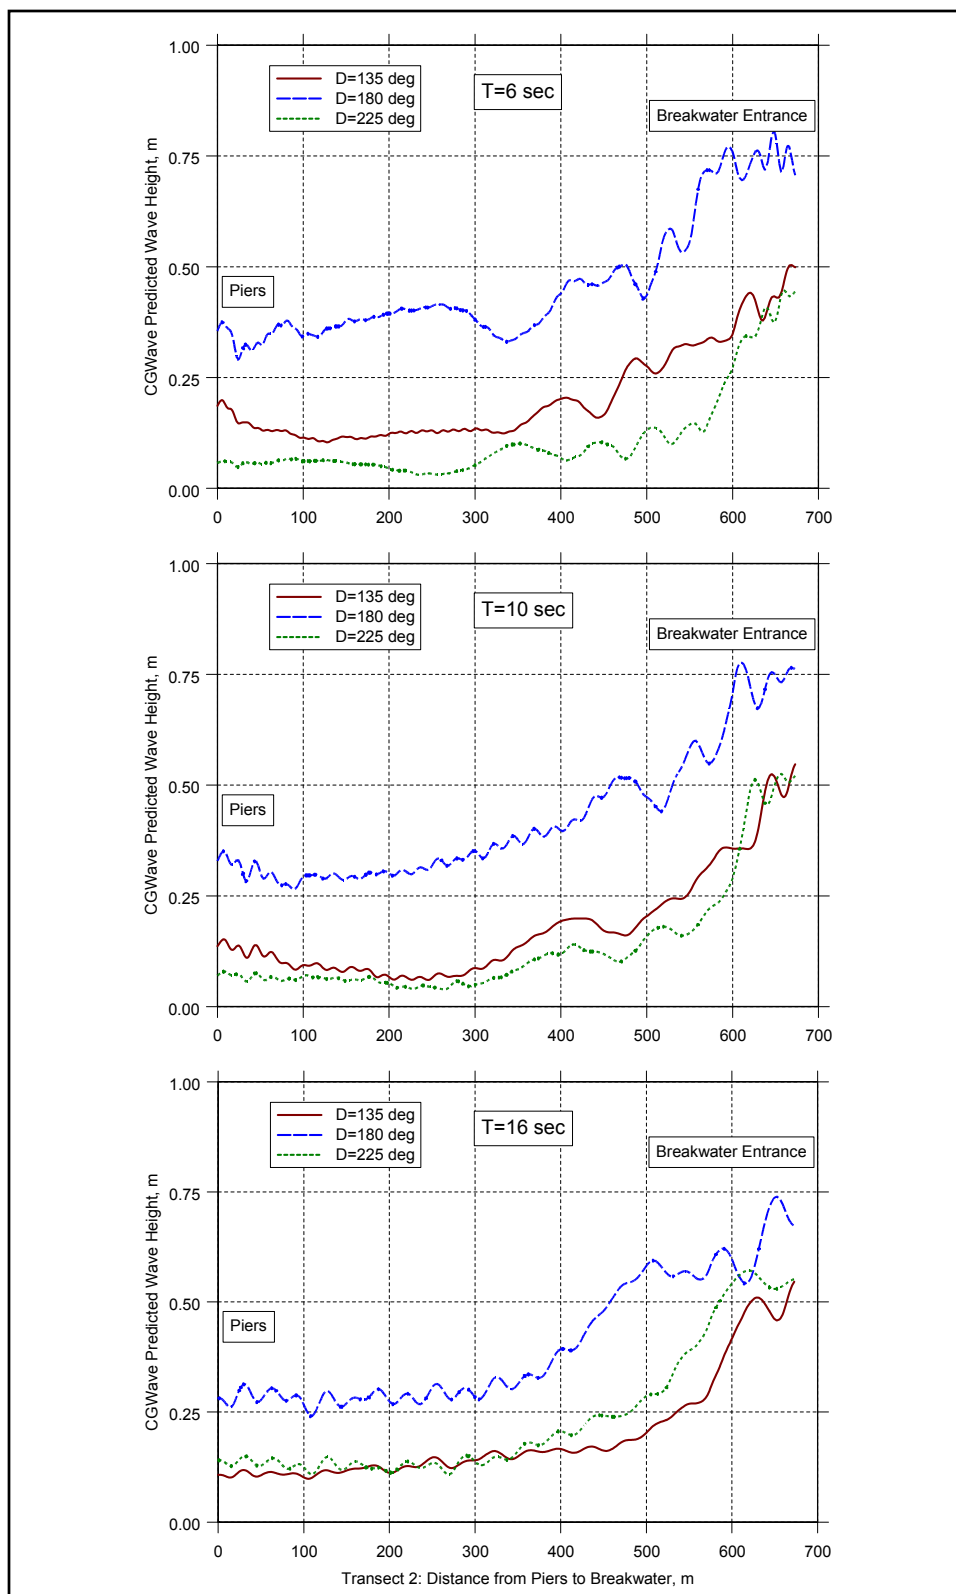 1.00
D=135 deg
D=180 deg
D=225 deg
T=6 sec
Breakwater Entrance
0.75
CGWave Predicted Wave Height, m
0.50
Piers
0.25
0.00
0 100 200 300 400 500 600 700
1.00
D=135 deg
D=180 deg
D=225 deg
T=10 sec
Breakwater Entrance
0.75
CGWave Predicted Wave Height, m
0.50
Piers
0.25
0.00
0 100 200 300 400 500 600 700
1.00
D=135 deg
D=180 deg
D=225 deg
T=16 sec
Breakwater Entrance
0.75
CGWave Predicted Wave Height, m
0.50
Piers
0.25
0.00
0 100 200 300 400 500 600 700
Transect 2: Distance from Piers to Breakwater, m